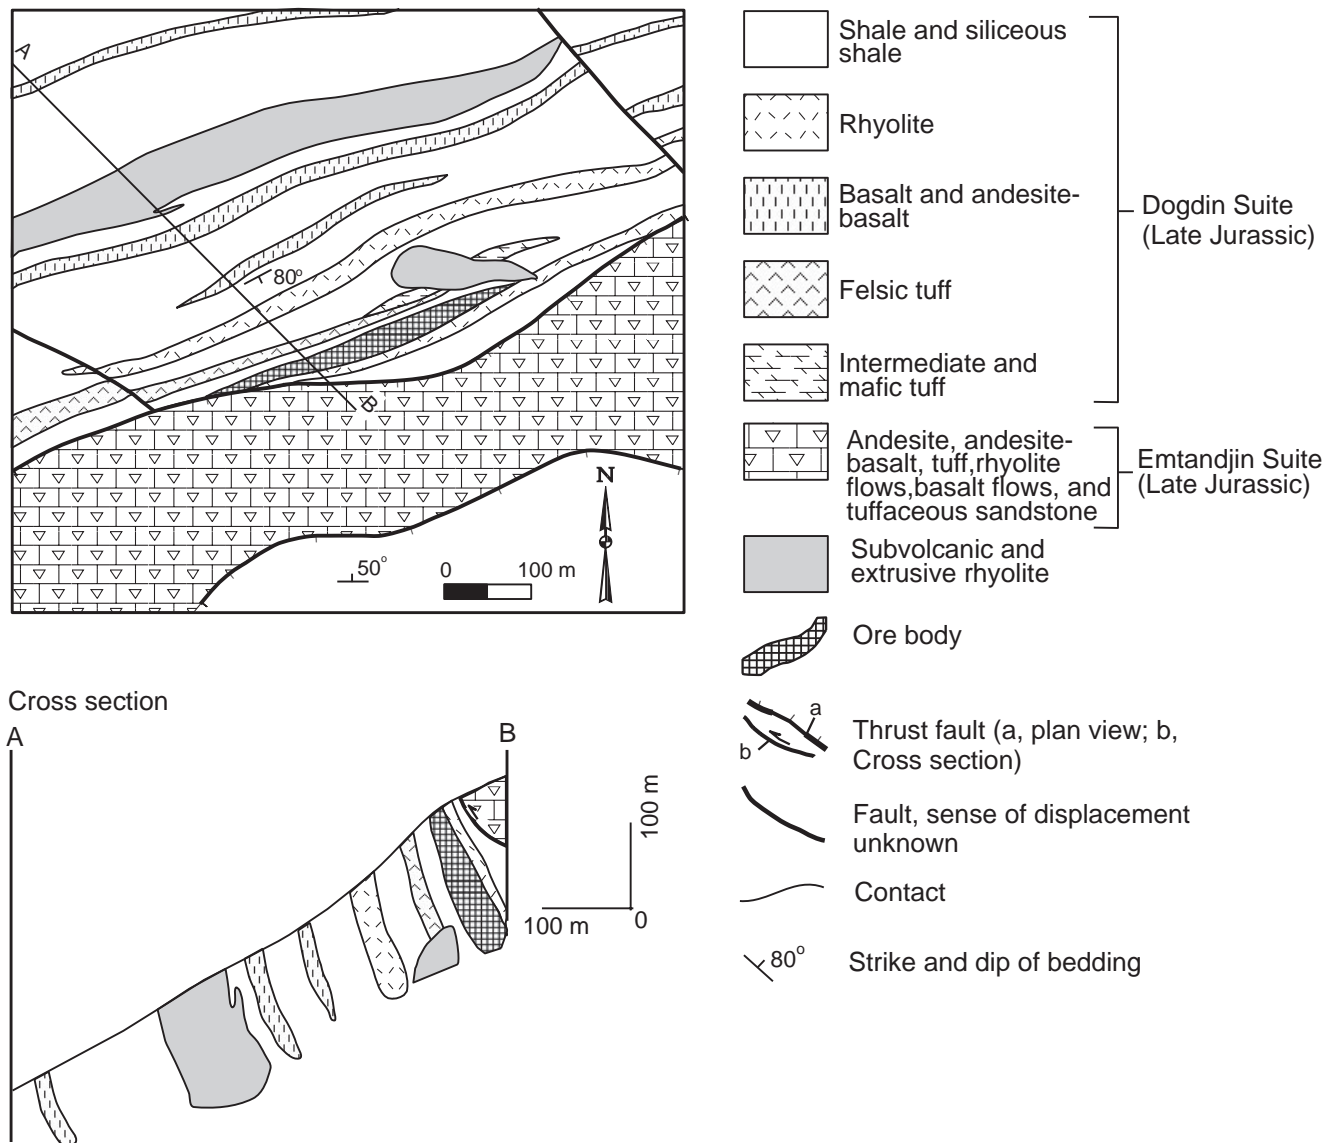 A
80°
B
N
50°
0 100 m
Shale and siliceous
shale
Rhyolite
Basalt and andesite-
basalt
Felsic tuff
Intermediate and
mafic tuff
Dogdin Suite
(Late Jurassic)
Andesite, andesite-
basalt, tuff,rhyolite
flows,basalt flows, and
tuffaceous sandstone
Emtandjin Suite
(Late Jurassic)
Subvolcanic and
extrusive rhyolite
Ore body
a
b
Thrust fault (a, plan view; b,
Cross section)
Fault, sense of displacement
unknown
Contact
80°
Strike and dip of bedding
Cross section
A
B
100 m
100 m
0